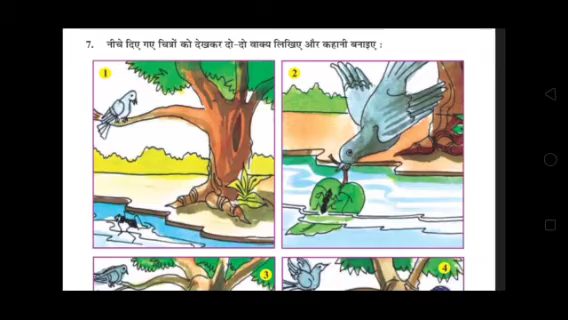 7. नीचे दिए गए चित्रों को देखकर दो-दो वाक्य लिखिए और कहानी बनाइए :
1
2
3
4